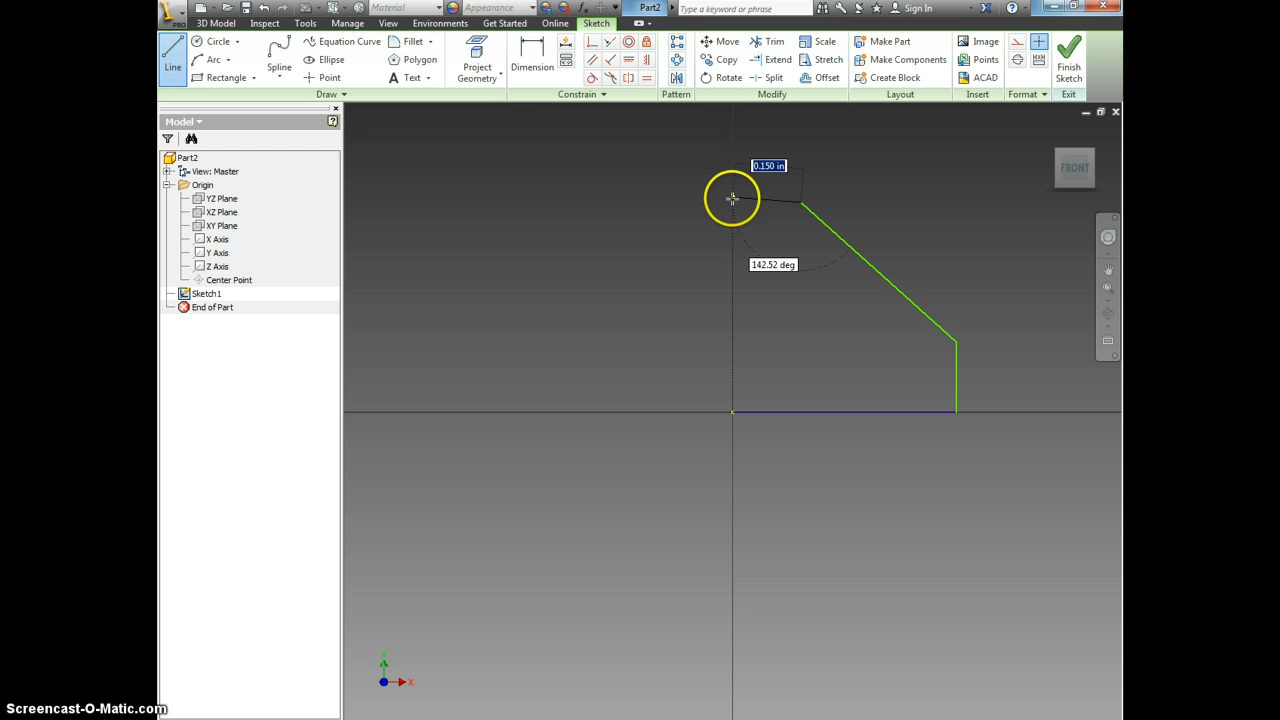 PRO
Material
Appearance
Part2
Type a keyword or phrase
Sign In
3D Model
Inspect
Tools
Manage
View
Environments
Get Started
Online
Sketch
Line
Circle
Arc
Rectangle
Spline
Equation Curve
Ellipse
Point
Fillet
Polygon
A Text
Project
Geometry
Dimension
Move
Copy
Rotate
Trim
Extend
Split
Scale
Stretch
Offset
Make Part
Make Components
Create Block
Image
Points
ACAD
Finish
Sketch
Draw
Constrain
Pattern
Modify
Layout
Insert
Format
Exit
Model
Part2
View: Master
Origin
YZ Plane
XZ Plane
XY Plane
X Axis
Y Axis
Z Axis
Center Point
Sketch1
End of Part
0.150 in
142.52 deg
FRONT
X
Screencast-O-Matic.com